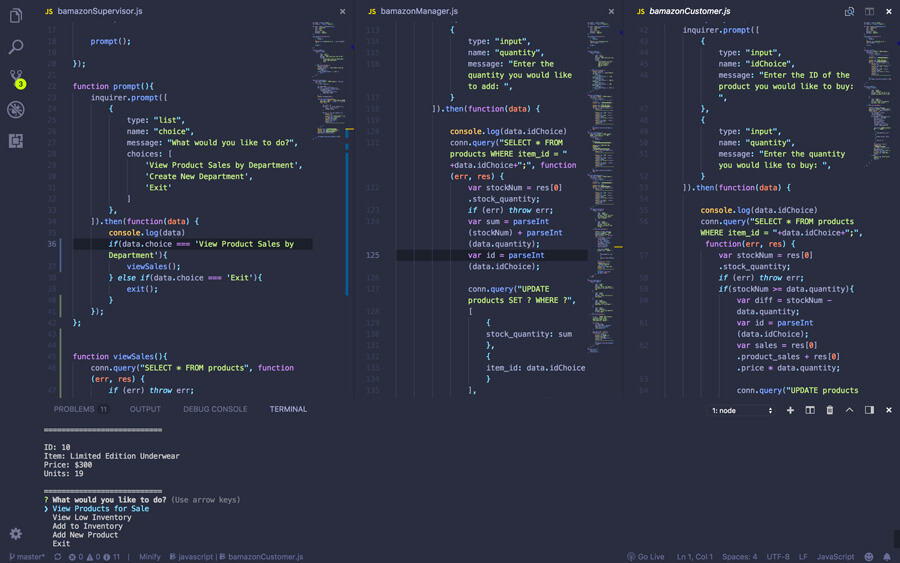 JS bamazonSupervisor.js ×
17
18 prompt();
19
20 });
21
22 function prompt(){
23 inquirer.prompt([
24 {
25 type: "list",
26 name: "choice",
27 message: "What would you like to do?",
28 choices: [
29 'View Product Sales by Department',
30 'Create New Department',
31 'Exit'
32 ]
33 },
34 ]).then(function(data) {
35 console.log(data)
36 if(data.choice === 'View Product Sales by
Department'){
37 viewSales();
38 } else if(data.choice === 'Exit'){
39 exit();
40 }
41 });
42 };
43
44
45 function viewSales(){
46 conn.query("SELECT * FROM products", function
(err, res) {
47 if (err) throw err;
JS bamazonManager.js ×
113 {
114 type: "input",
115 name: "quantity",
116 message: "Enter the
quantity you would like
to add: ",
117 }
118 ]).then(function(data) {
119
120 console.log(data.idChoice)
121 conn.query("SELECT * FROM
products WHERE item_id = "
+data.idChoice+";", function
(err, res) {
122 var stockNum = res[0]
.stock_quantity;
123 if (err) throw err;
124 var sum = parseInt
(stockNum) + parseInt
(data.quantity);
125 var id = parseInt
(data.idChoice);
126
127 conn.query("UPDATE
products SET ? WHERE ?",
128 [
129 {
130 stock_quantity: sum
131 },
132 {
133 item_id: data.idChoice
134 }
135 ],
JS bamazonCustomer.js ×
42 inquirer.prompt([
43 {
44 type: "input",
45 name: "idChoice",
46 message: "Enter the ID of the
product you would like to buy:
",
47 },
48 {
49 type: "input",
50 name: "quantity",
51 message: "Enter the quantity
you would like to buy: ",
52 }
53 ]).then(function(data) {
54
55 console.log(data.idChoice)
56 conn.query("SELECT * FROM products
WHERE item_id = "+data.idChoice+";",
function(err, res) {
57 var stockNum = res[0]
.stock_quantity;
58 if (err) throw err;
59 if(stockNum >= data.quantity){
60 var diff = stockNum -
data.quantity;
61 var id = parseInt
(data.idChoice);
62 var sales = res[0]
.product_sales + res[0]
.price * data.quantity;
63
64 conn.query("UPDATE products
3
PROBLEMS 11 OUTPUT DEBUG CONSOLE TERMINAL 1: node
===========================
ID: 10
Item: Limited Edition Underwear
Price: $300
Units: 19
===========================
? What would you like to do? (Use arrow keys)
❯ View Products for Sale
View Low Inventory
Add to Inventory
Add New Product
Exit
master* 0 0 11 Minify javascript | bamazonCustomer.js Go Live Ln 1, Col 1 Spaces: 4 UTF-8 LF JavaScript